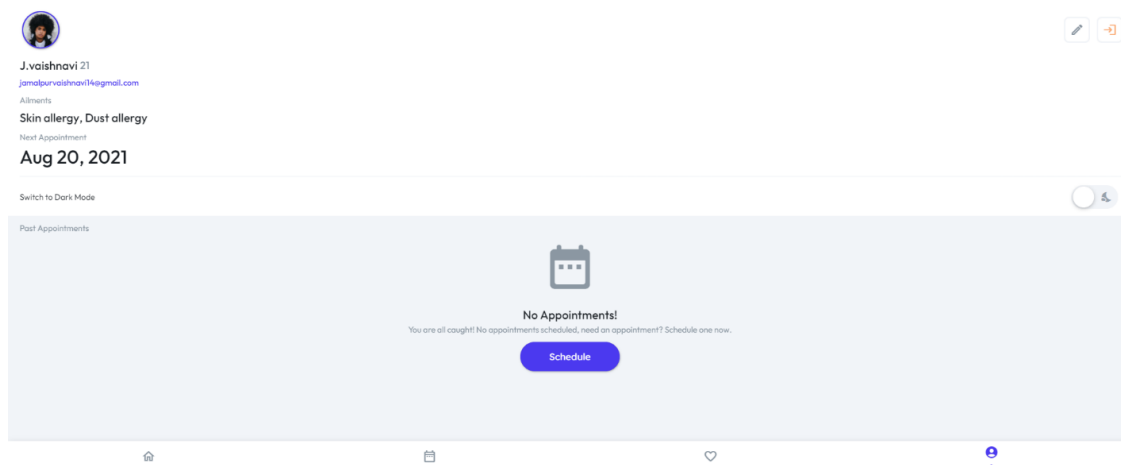 J.vaishnavi 21
jamalpurvaishnavi14@gmail.com
Ailments
Skin allergy, Dust allergy
Next Appointment
Aug 20, 2021
Switch to Dark Mode
Past Appointments
No Appointments!
You are all caught! No appointments scheduled, need an appointment? Schedule one now.
Schedule